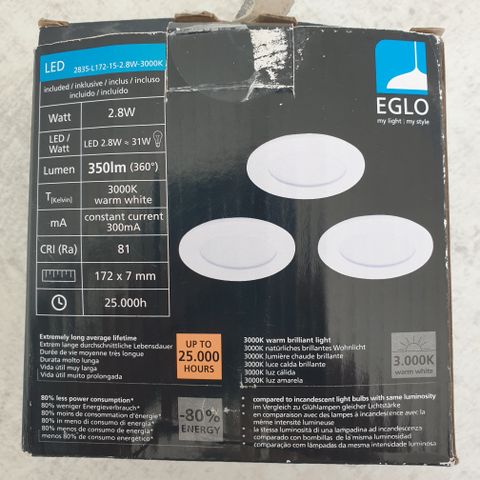 LED 2835-L172-15-2.8W-3000K
included / inklusive / inclus / incluso
incluido / incluído
Watt 2.8W
LED / Watt LED 2.8W ≈ 31W
Lumen 350lm (360°)
T[Kelvin] 3000K warm white
mA constant current 300mA
CRI (Ra) 81
172 x 7 mm
25.000h
EGLO
my light | my style
Extremely long average lifetime
Extrem lange durchschnittliche Lebensdauer
Durée de vie moyenne très longue
Durata molto lunga
Vida útil muy larga
Vida útil muito prolongada
UP TO
25.000
HOURS
3000K warm brilliant light
3000K natürliches brillantes Wohnlicht
3000K lumière chaude brillante
3000K luce calda brillante
3000K luz cálida
3000K luz amarela
3.000K
warm white
80% less power consumption*
80% weniger Energieverbrauch*
80% moins de consommation d'énergie*
80% in meno di consumo di energia*
80% menos de consumo de energía*
menos 80% de consumo energético*
-80%
ENERGY
* compared to incandescent light bulbs with same luminosity
im Vergleich zu Glühlampen gleicher Lichtstärke
en comparaison avec des lampes à incandescence avec la
même intensité lumineuse
la stessa luminosità di una lampadina ad incandescenza
comparado con bombillas de la misma luminosidad
comparação com lâmpadas da mesma intensidade luminosa